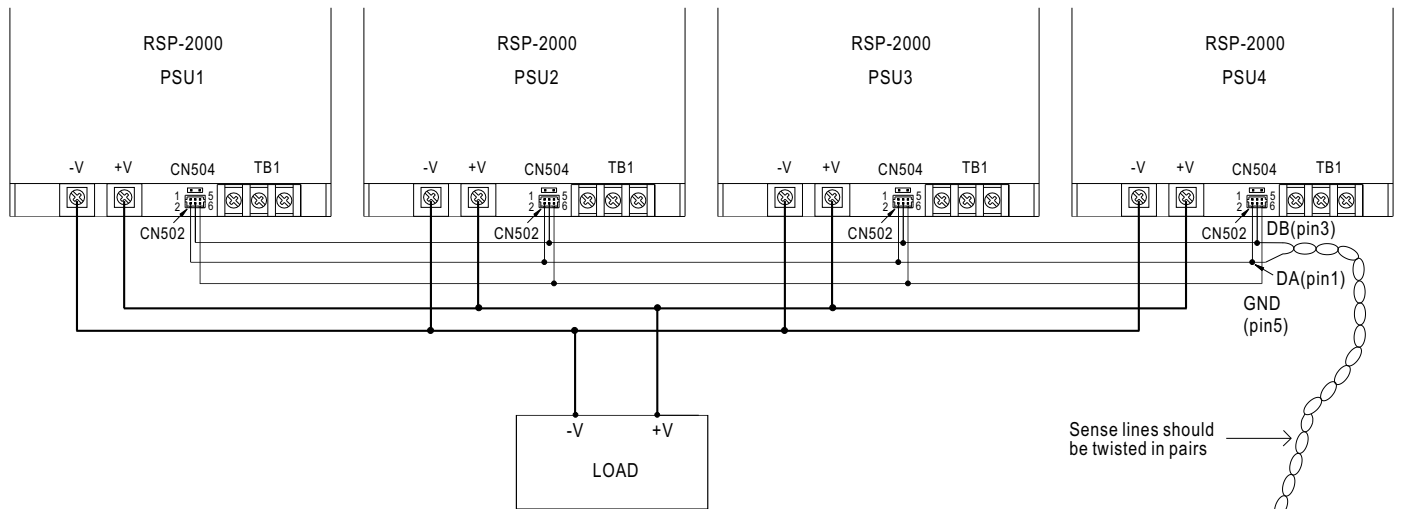 RSP-2000
PSU1
-V +V CN504 TB1
1 5
2 6
CN502
RSP-2000
PSU2
-V +V CN504 TB1
1 5
2 6
CN502
RSP-2000
PSU3
-V +V CN504 TB1
1 5
2 6
CN502
RSP-2000
PSU4
-V +V CN504 TB1
1 5
2 6
CN502
DB(pin3)
DA(pin1)
GND
(pin5)
-V +V
LOAD
Sense lines should
be twisted in pairs